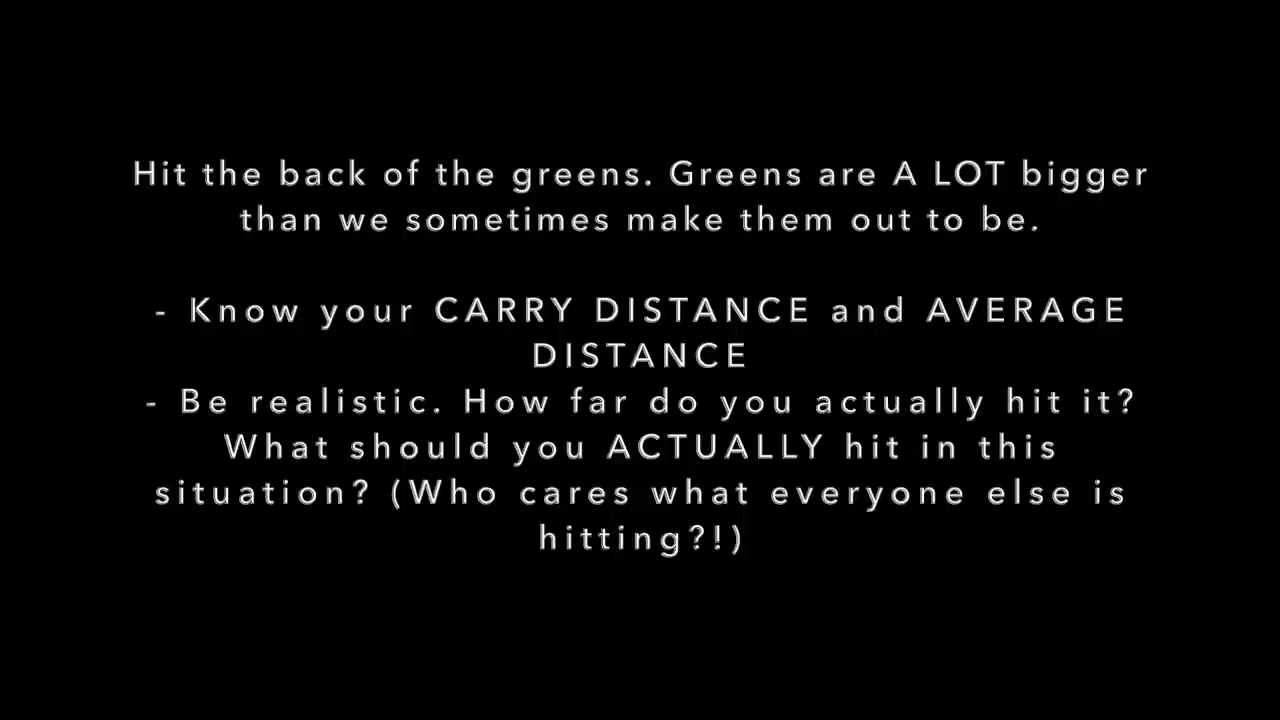 Hit the back of the greens. Greens are A LOT bigger
than we sometimes make them out to be.
- Know your CARRY DISTANCE and AVERAGE
DISTANCE
- Be realistic. How far do you actually hit it?
What should you ACTUALLY hit in this
situation? (Who cares what everyone else is
hitting?!)